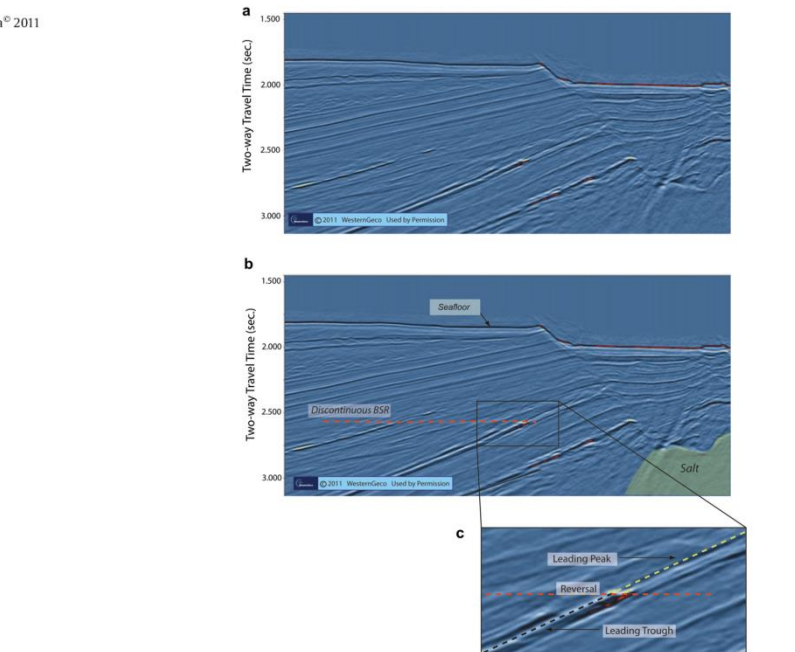 © 2011
a
1.500
2.000
2.500
3.000
Two-way Travel Time (sec.)
© 2011 WesternGeco Used by Permission
b
1.500
2.000
2.500
3.000
Two-way Travel Time (sec.)
Seafloor
Discontinuous BSR
Salt
© 2011 WesternGeco Used by Permission
c
Leading Peak
Reversal
Leading Trough